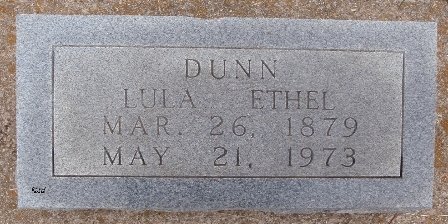 DUNN
LULA ETHEL
MAR. 26, 1879
MAY 21, 1973